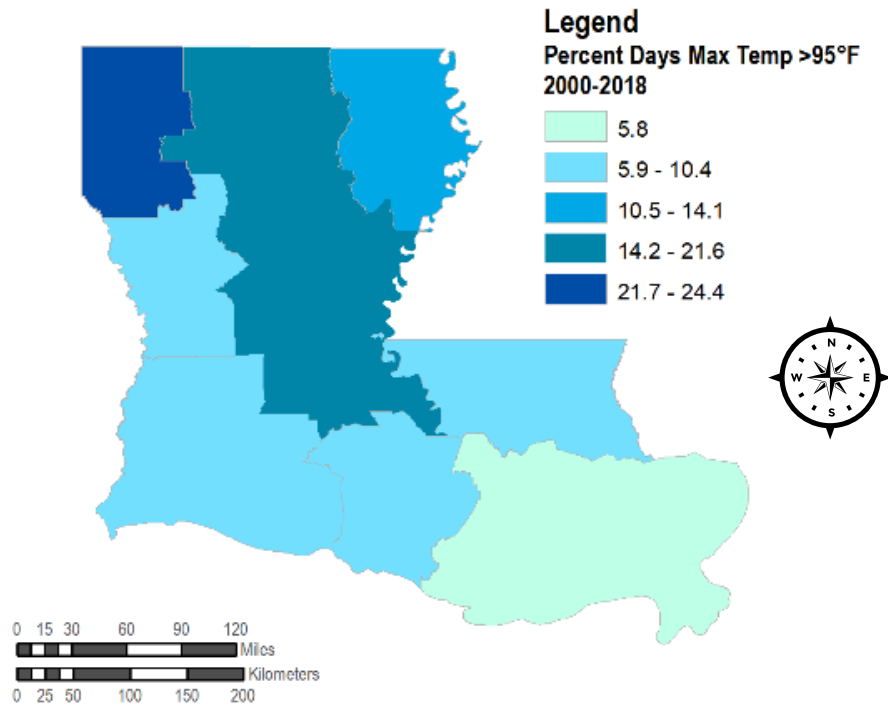 Legend
Percent Days Max Temp >95°F
2000-2018
5.8
5.9 - 10.4
10.5 - 14.1
14.2 - 21.6
21.7 - 24.4
N
W E
S
0 15 30 60 90 120
Miles
Kilometers
0 25 50 100 150 200